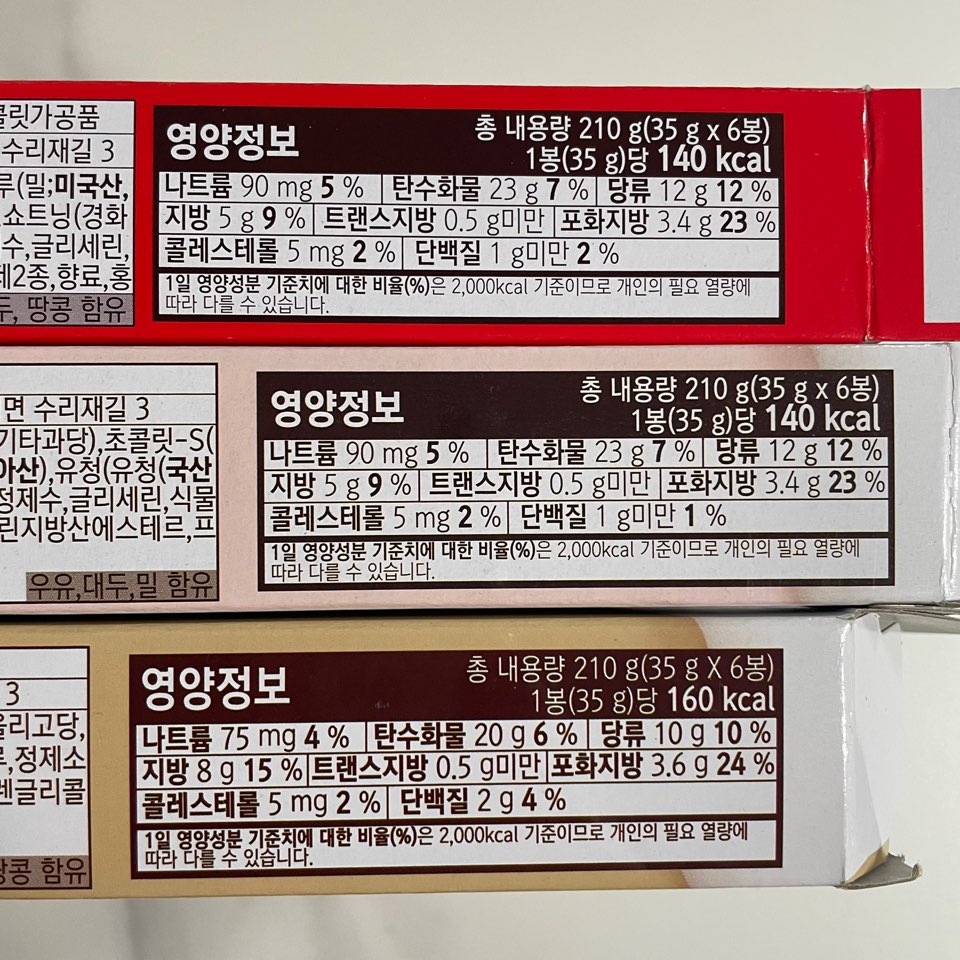 콜릿가공품
수리재길 3
루(밀;미국산,
쇼트닝(경화
수,글리세린,
제2종,향료,홍
두, 땅콩 함유
영양정보
총 내용량 210 g(35 g x 6봉)
1봉(35 g)당 140 kcal
나트륨 90 mg 5 % 탄수화물 23 g 7 % 당류 12 g 12 %
지방 5 g 9 % 트랜스지방 0.5 g미만 포화지방 3.4 g 23 %
콜레스테롤 5 mg 2 % 단백질 1 g미만 2 %
1일 영양성분 기준치에 대한 비율(%)은 2,000kcal 기준이므로 개인의 필요 열량에
따라 다를 수 있습니다.
면 수리재길 3
기타과당),초콜릿-S(
아산),유청(유청(국산
정제수,글리세린,식물
린지방산에스테르,프
우유,대두,밀 함유
영양정보
총 내용량 210 g(35 g x 6봉)
1봉(35 g)당 140 kcal
나트륨 90 mg 5 % 탄수화물 23 g 7 % 당류 12 g 12 %
지방 5 g 9 % 트랜스지방 0.5 g미만 포화지방 3.4 g 23 %
콜레스테롤 5 mg 2 % 단백질 1 g미만 1 %
1일 영양성분 기준치에 대한 비율(%)은 2,000kcal 기준이므로 개인의 필요 열량에
따라 다를 수 있습니다.
3
올리고당,
,정제소
렌글리콜
땅콩 함유
영양정보
총 내용량 210 g(35 g X 6봉)
1봉(35 g)당 160 kcal
나트륨 75 mg 4 % 탄수화물 20 g 6 % 당류 10 g 10 %
지방 8 g 15 % 트랜스지방 0.5 g미만 포화지방 3.6 g 24 %
콜레스테롤 5 mg 2 % 단백질 2 g 4 %
1일 영양성분 기준치에 대한 비율(%)은 2,000kcal 기준이므로 개인의 필요 열량에
따라 다를 수 있습니다.